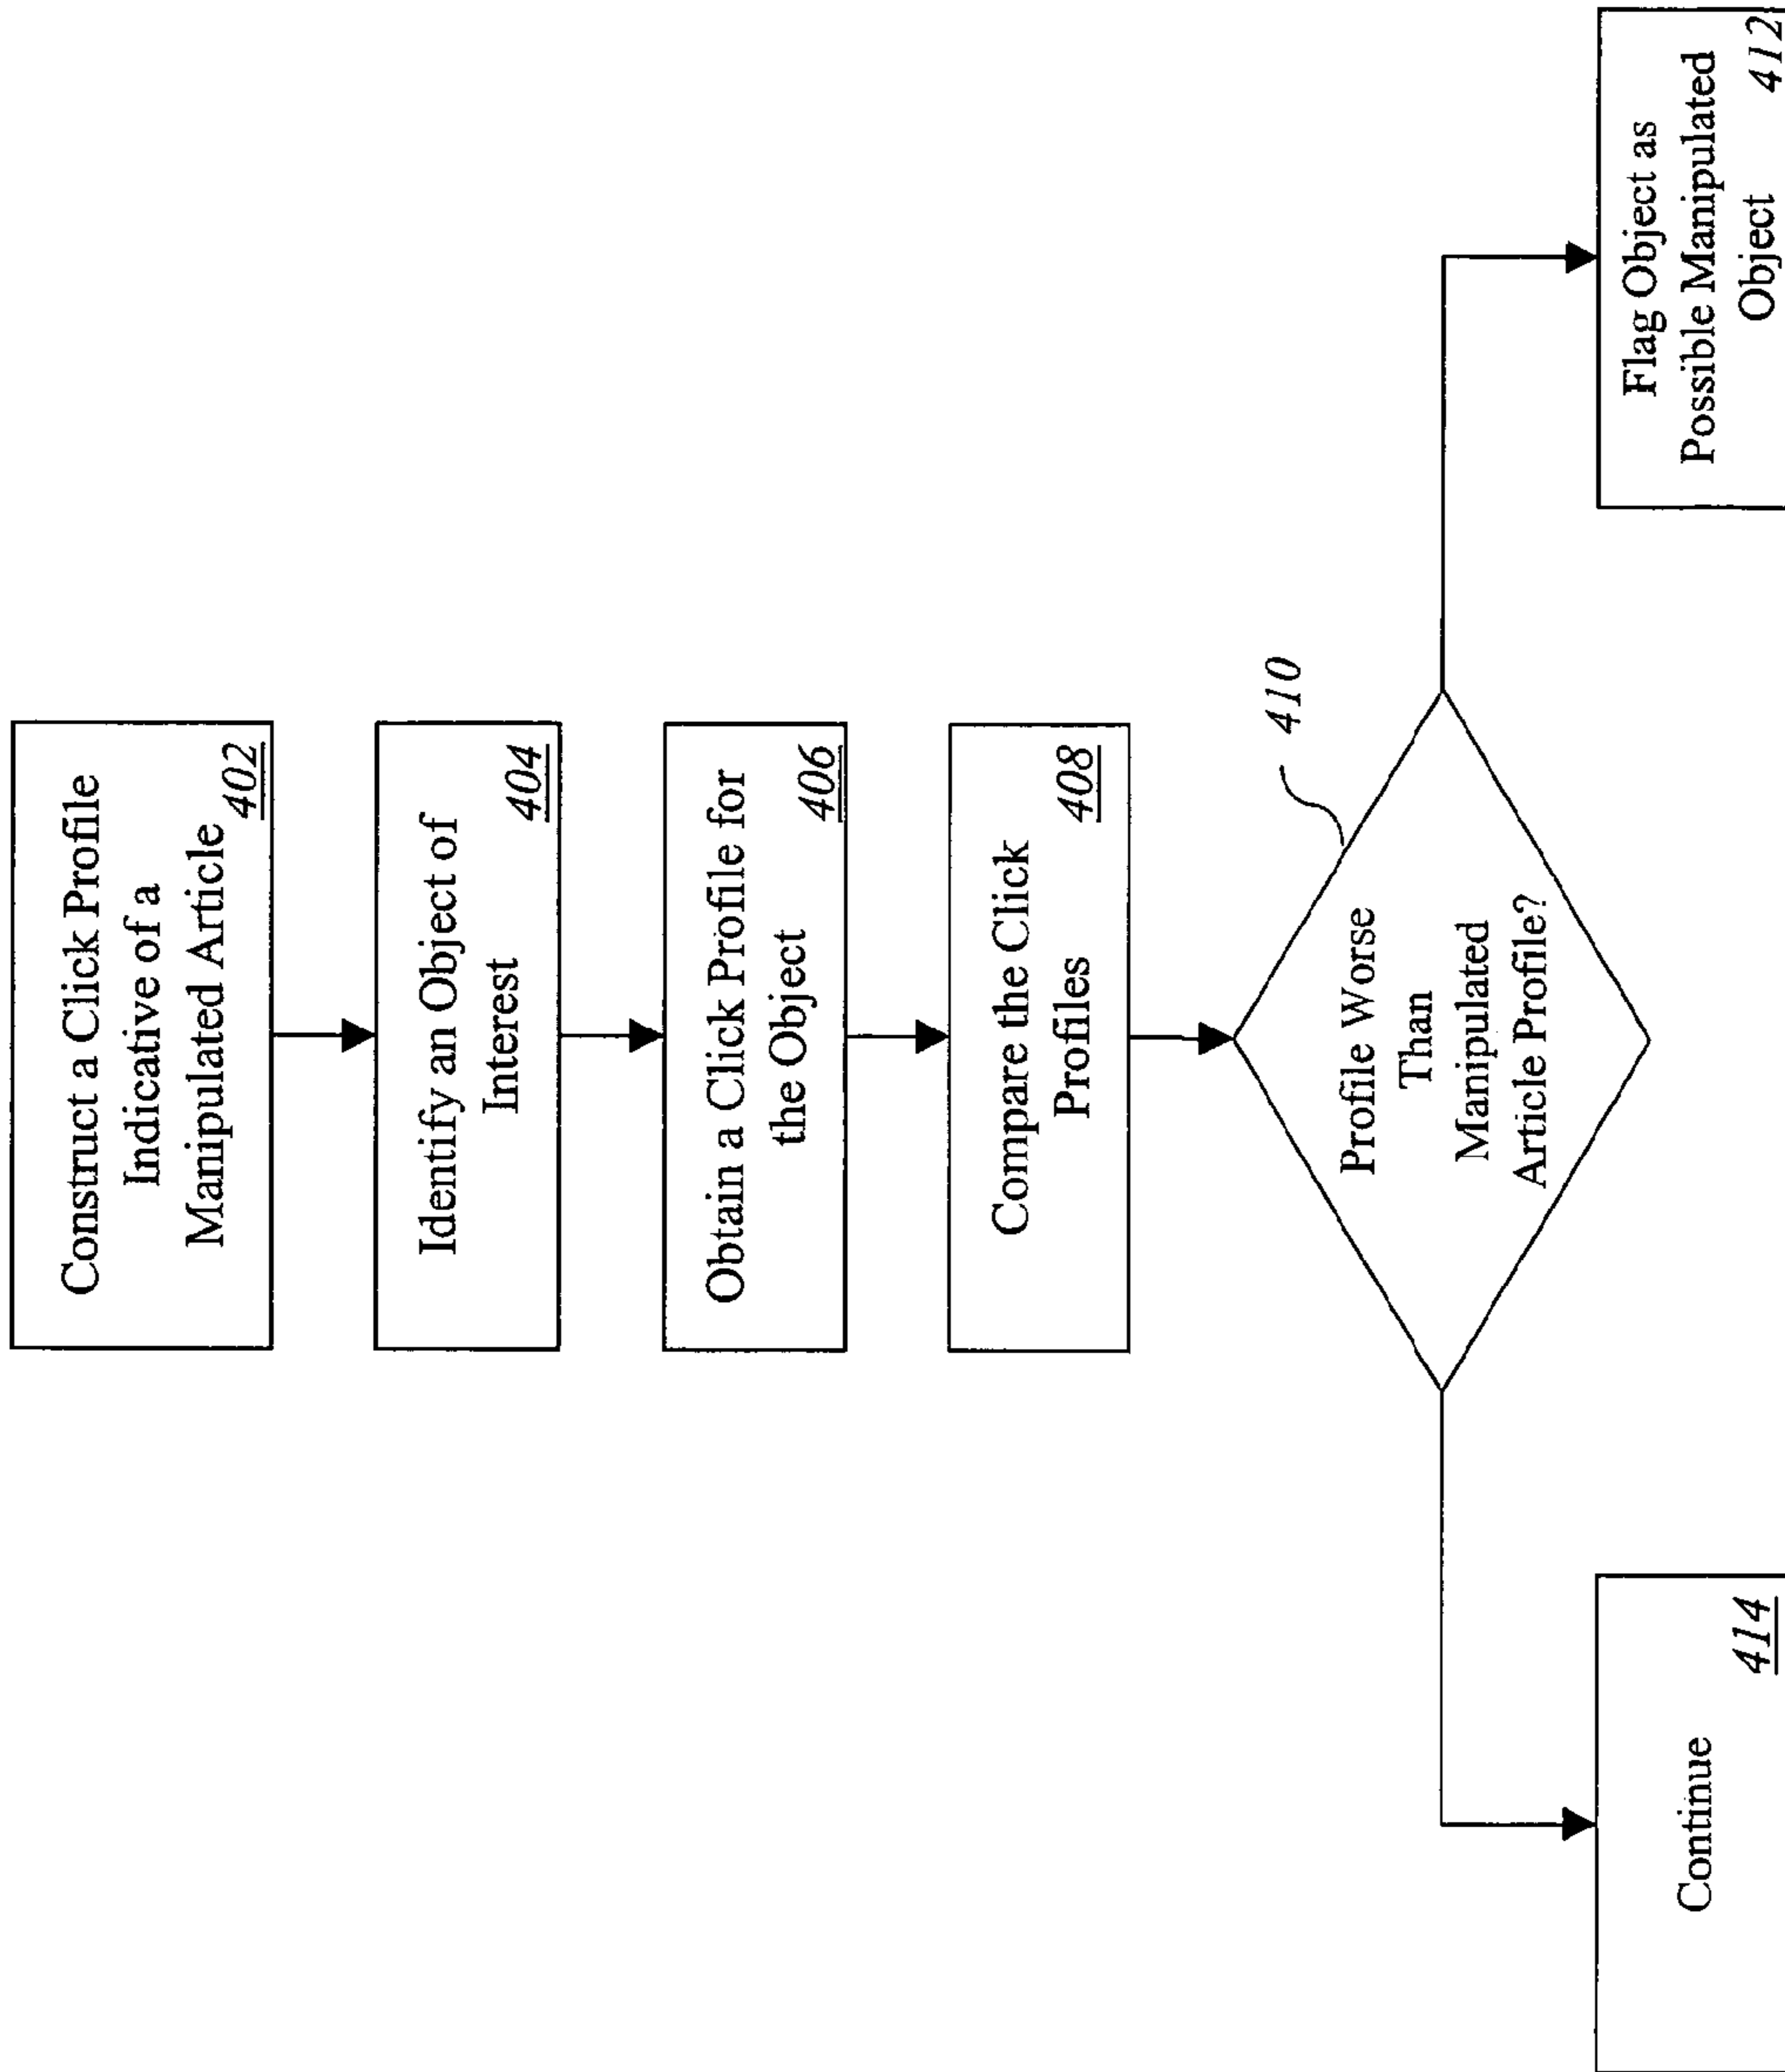 Construct a Click Profile
Indicative of a
Manipulated Article
402
Identify an Object of
Interest
404
Obtain a Click Profile for
the Object
406
Compare the Click
Profiles
408
410
Profile Worse
Than
Manipulated
Article Profile?
Flag Object as
Possible Manipulated
Object
412
Continue
414